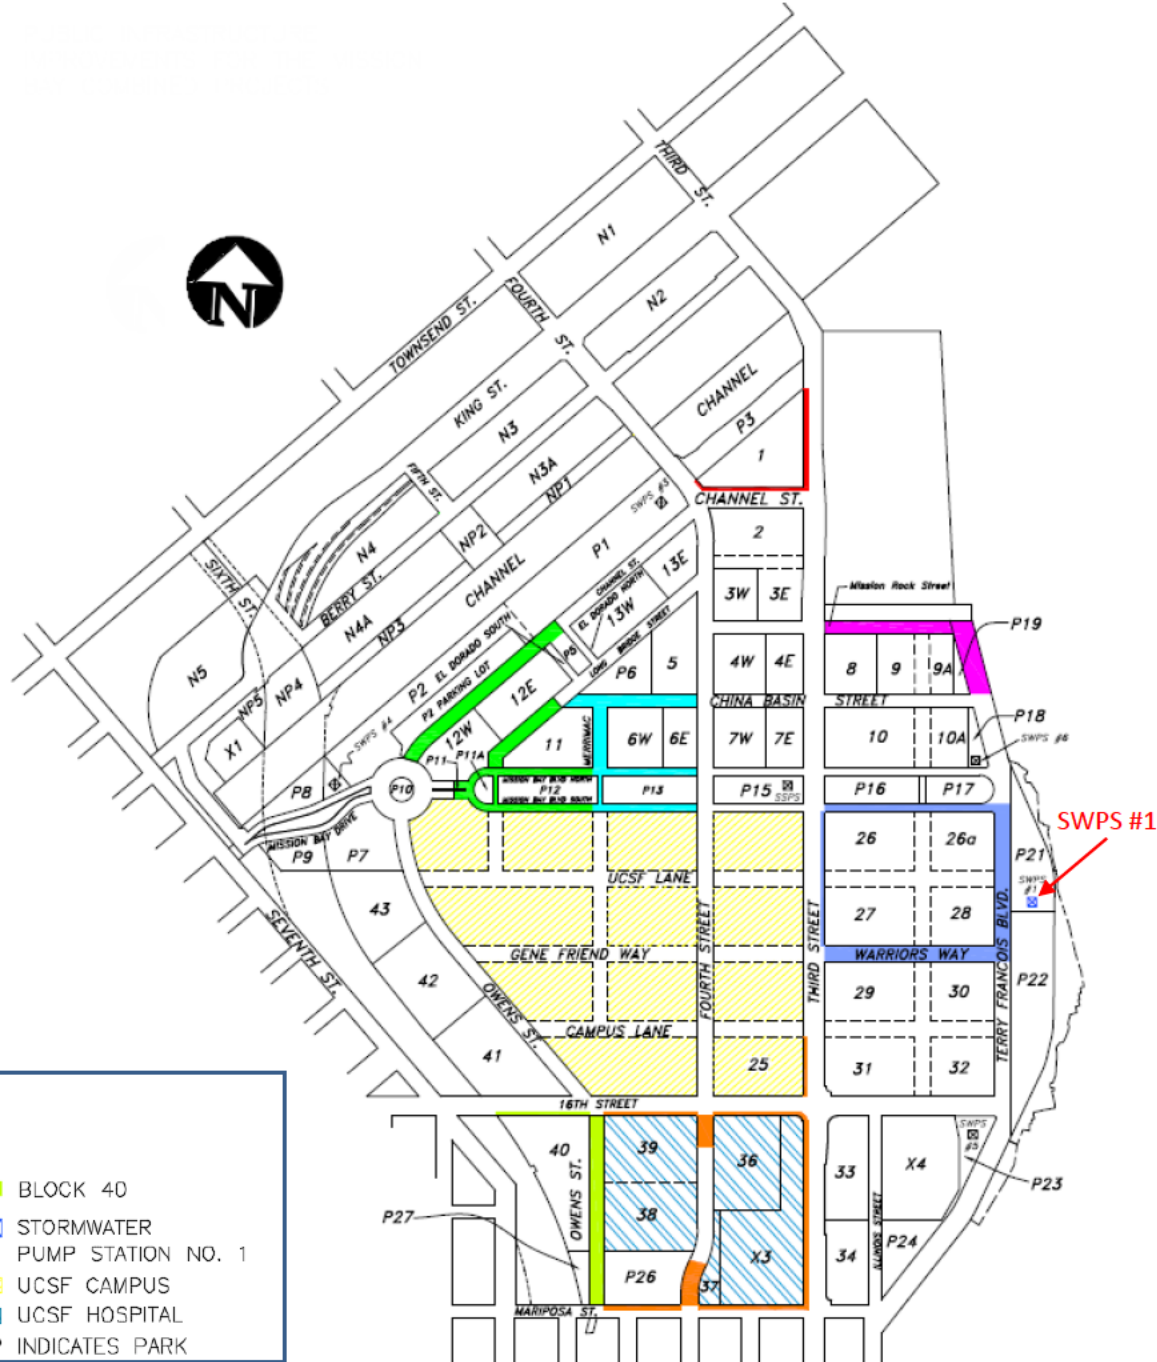 THIRD ST.
N1
N
N2
FOURTH ST.
TOWNSEND ST.
KING ST.
CHANNEL
P3
1
N3
N3A
NP1
FIFTH ST.
SWPS #3
CHANNEL ST.
2
N4
NP2
P1
13E
SIXTH ST.
BERRY ST.
CHANNEL
CHANNEL ST.
EL DORADO NORTH
13W
3W
3E
Mission Rock Street
N4A
NP3
LONG BRIDGE STREET
P19
P5
P6
5
4W
4E
8
9
9A
N5
NP4
NP5
P2
EL DORADO SOUTH
P2 PARKING LOT
12E
CHINA BASIN STREET
P18
X1
SWPS #4
12W
11
MERRIMAC
6W
6E
7W
7E
10
10A
SWPS #6
P11
P11A
P8
P10
MISSION BAY BLVD NORTH
P12
MISSION BAY BLVD SOUTH
P13
P15
SSPS
P16
P17
MISSION BAY DRIVE
P9
P7
26
26a
P21
SWPS #1
UCSF LANE
SWPS
#1
43
27
28
SEVENTH ST.
FOURTH STREET
THIRD STREET
TERRY FRANCOIS BLVD.
GENE FRIEND WAY
WARRIORS WAY
42
OWENS ST.
29
30
P22
CAMPUS LANE
41
25
31
32
16TH STREET
40
39
36
SWPS
#5
33
X4
P23
BLOCK 40
P27
OWENS ST.
38
ILLINOIS STREET
STORMWATER
PUMP STATION NO. 1
34
P24
UCSF CAMPUS
P26
37
X3
UCSF HOSPITAL
MARIPOSA ST.
P INDICATES PARK